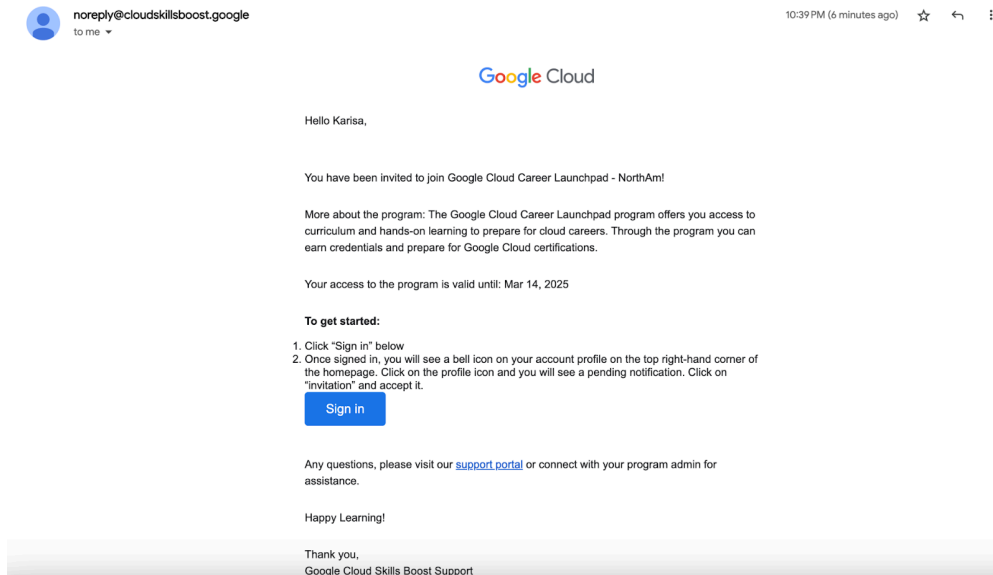 noreply@cloudskillsboost.google
10:39 PM (6 minutes ago)
to me
Google Cloud
Hello Karisa,
You have been invited to join Google Cloud Career Launchpad - NorthAm!
More about the program: The Google Cloud Career Launchpad program offers you access to
curriculum and hands-on learning to prepare for cloud careers. Through the program you can
earn credentials and prepare for Google Cloud certifications.
Your access to the program is valid until: Mar 14, 2025
To get started:
1. Click “Sign in” below
2. Once signed in, you will see a bell icon on your account profile on the top right-hand corner of
the homepage. Click on the profile icon and you will see a pending notification. Click on
“invitation” and accept it.
Sign in
Any questions, please visit our support portal or connect with your program admin for
assistance.
Happy Learning!
Thank you,
Google Cloud Skills Boost Support